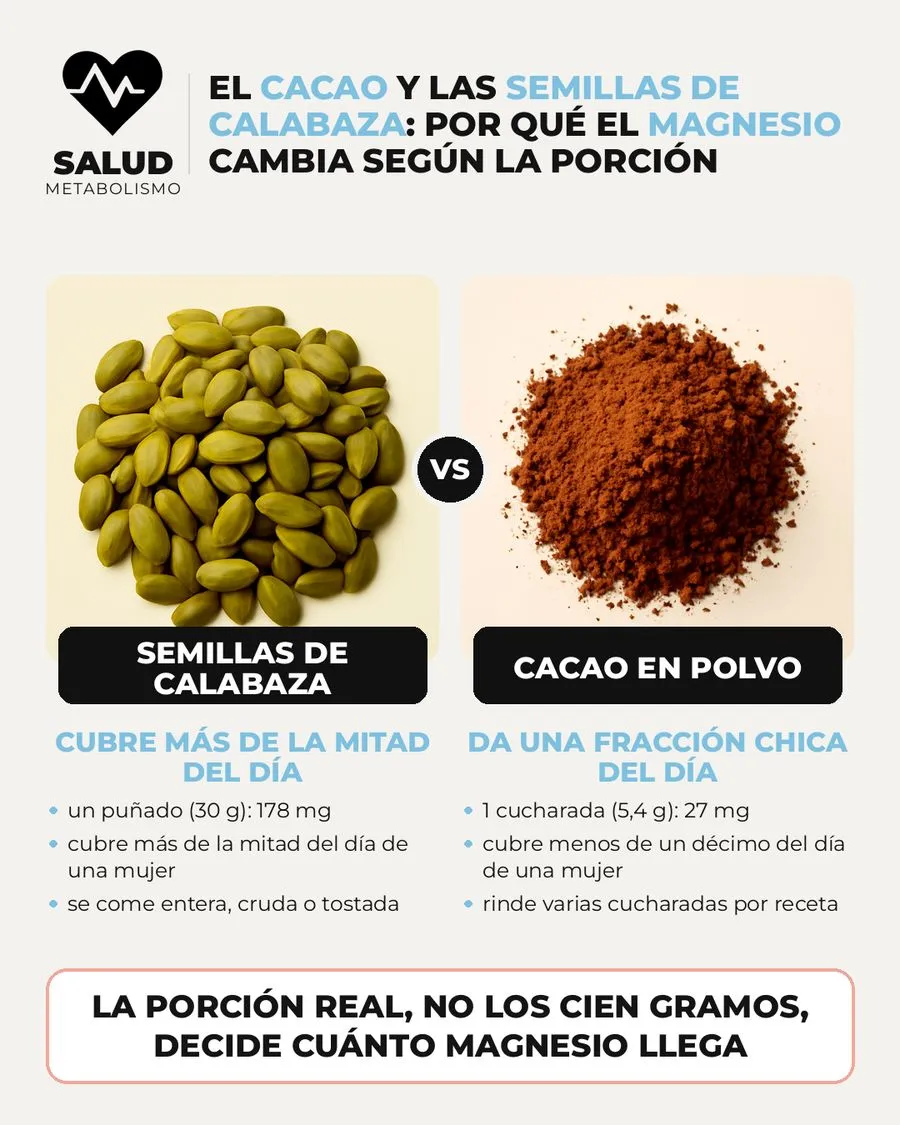 SALUD
METABOLISMO
EL CACAO Y LAS SEMILLAS DE
CALABAZA: POR QUÉ EL MAGNESIO
CAMBIA SEGÚN LA PORCIÓN
VS
SEMILLAS DE
CALABAZA
CUBRE MÁS DE LA MITAD
DEL DÍA
• un puñado (30 g): 178 mg
• cubre más de la mitad del día de
una mujer
• se come entera, cruda o tostada
CACAO EN POLVO
DA UNA FRACCIÓN CHICA
DEL DÍA
• 1 cucharada (5,4 g): 27 mg
• cubre menos de un décimo del día
de una mujer
• rinde varias cucharadas por receta
LA PORCIÓN REAL, NO LOS CIEN GRAMOS,
DECIDE CUÁNTO MAGNESIO LLEGA